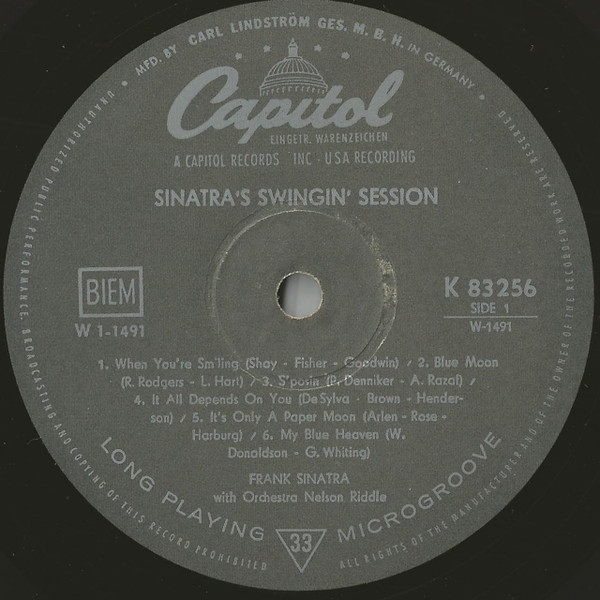 MFD. BY CARL LINDSTRÖM GES. M. B. H. IN GERMANY
Capitol
EINGETR. WARENZEICHEN
A CAPITOL RECORDS INC - USA RECORDING
SINATRA'S SWINGIN' SESSION
BIEM
W 1-1491
K 83256
SIDE 1
W-1491
1. When You're Smiling (Shay - Fisher - Goodwin) / 2. Blue Moon
(R. Rodgers - L. Hart) / 3. S'posin (P. Denniker - A. Razaf) /
4. It All Depends On You (DeSylva - Brown - Hender-
son) / 5. It's Only A Paper Moon (Arlen - Rose -
Harburg) / 6. My Blue Heaven (W.
Donaldson - G. Whiting)
FRANK SINATRA
with Orchestra Nelson Riddle
LONG PLAYING 33 MICROGROOVE
UNAUTHORIZED PUBLIC PERFORMANCE, BROADCASTING AND COPYING OF THIS RECORD PROHIBITED
ALL RIGHTS OF THE MANUFACTURER AND OF THE OWNER OF THE RECORDED WORK ARE RESERVED